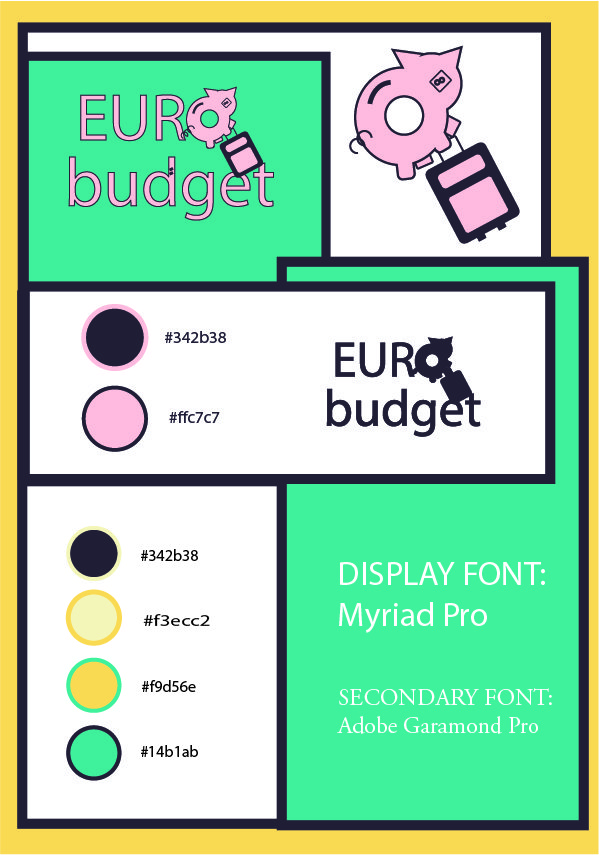 EURO
budget
#342b38
#ffc7c7
EURO
budget
#342b38
#f3ecc2
#f9d56e
#14b1ab
DISPLAY FONT:
Myriad Pro
SECONDARY FONT:
Adobe Garamond Pro